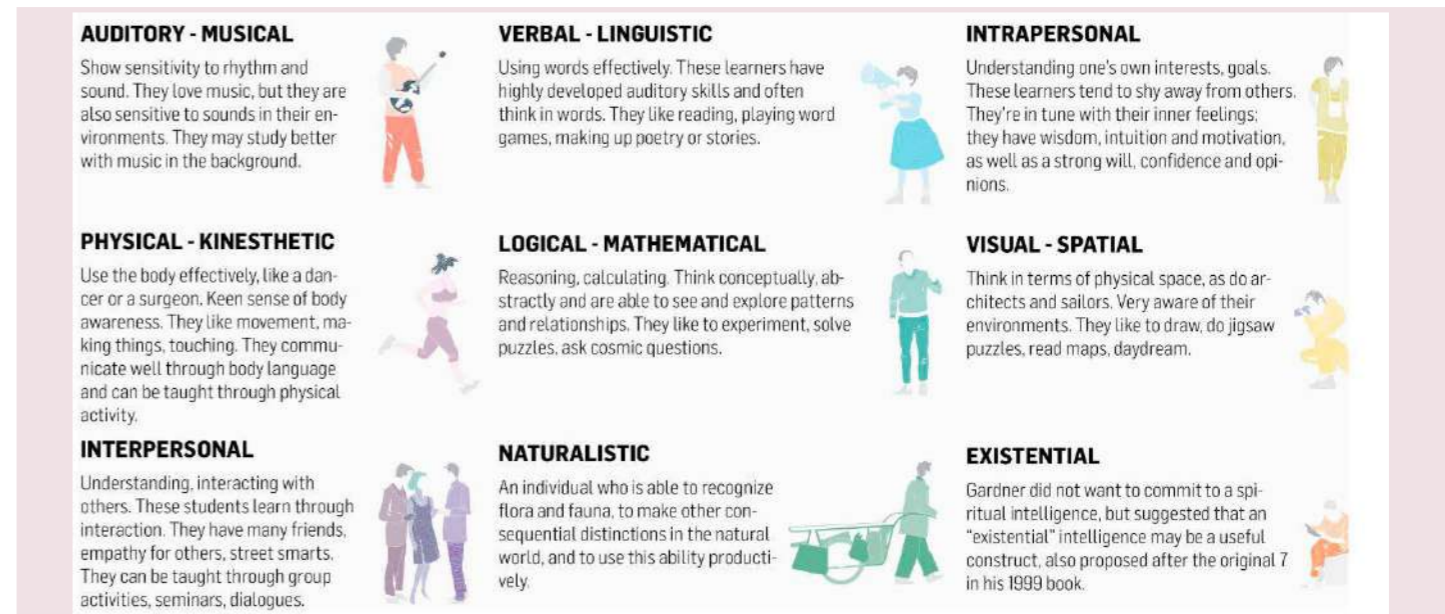 AUDITORY - MUSICAL
Show sensitivity to rhythm and
sound. They love music, but they are
also sensitive to sounds in their en-
vironments. They may study better
with music in the background.
VERBAL - LINGUISTIC
Using words effectively. These learners have
highly developed auditory skills and often
think in words. They like reading, playing word
games, making up poetry or stories.
INTRAPERSONAL
Understanding one's own interests, goals.
These learners tend to shy away from others.
They're in tune with their inner feelings;
they have wisdom, intuition and motivation,
as well as a strong will, confidence and opi-
nions.
PHYSICAL - KINESTHETIC
Use the body effectively, like a dan-
cer or a surgeon. Keen sense of body
awareness. They like movement, ma-
king things, touching. They commu-
nicate well through body language
and can be taught through physical
activity.
LOGICAL - MATHEMATICAL
Reasoning, calculating. Think conceptually, ab-
stractly and are able to see and explore patterns
and relationships. They like to experiment, solve
puzzles, ask cosmic questions.
VISUAL - SPATIAL
Think in terms of physical space, as do ar-
chitects and sailors. Very aware of their
environments. They like to draw, do jigsaw
puzzles, read maps, daydream.
INTERPERSONAL
Understanding, interacting with
others. These students learn through
interaction. They have many friends,
empathy for others, street smarts.
They can be taught through group
activities, seminars, dialogues.
NATURALISTIC
An individual who is able to recognize
flora and fauna, to make other con-
sequential distinctions in the natural
world, and to use this ability producti-
vely.
EXISTENTIAL
Gardner did not want to commit to a spi-
ritual intelligence, but suggested that an
"existential" intelligence may be a useful
construct, also proposed after the original 7
in his 1999 book.